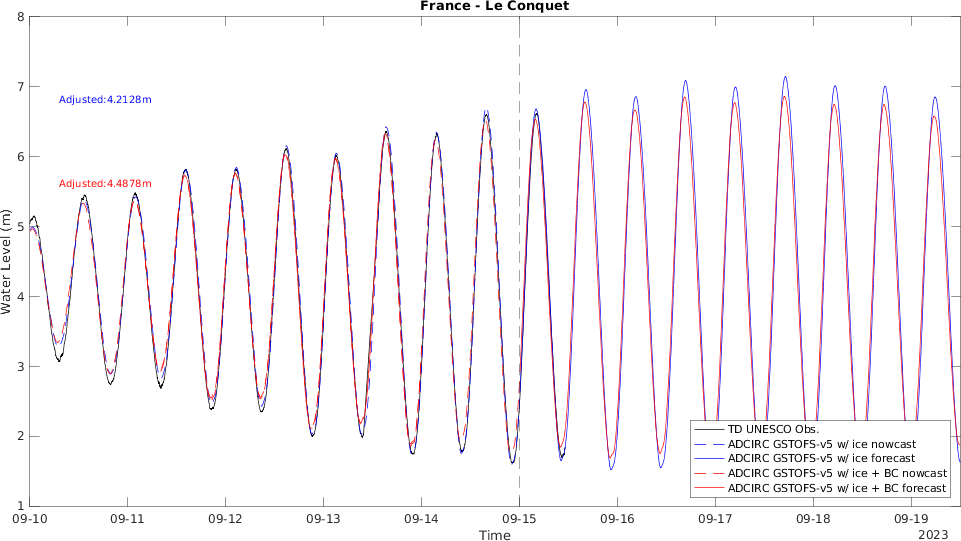 France - Le Conquet
8
7
6
5
4
3
2
1
Water Level (m)
Adjusted:4.2128m
Adjusted:4.4878m
TD UNESCO Obs.
ADCIRC GSTOFS-v5 w/ ice nowcast
ADCIRC GSTOFS-v5 w/ ice forecast
ADCIRC GSTOFS-v5 w/ ice + BC nowcast
ADCIRC GSTOFS-v5 w/ ice + BC forecast
09-10 09-11 09-12 09-13 09-14 09-15 09-16 09-17 09-18 09-19
Time
2023